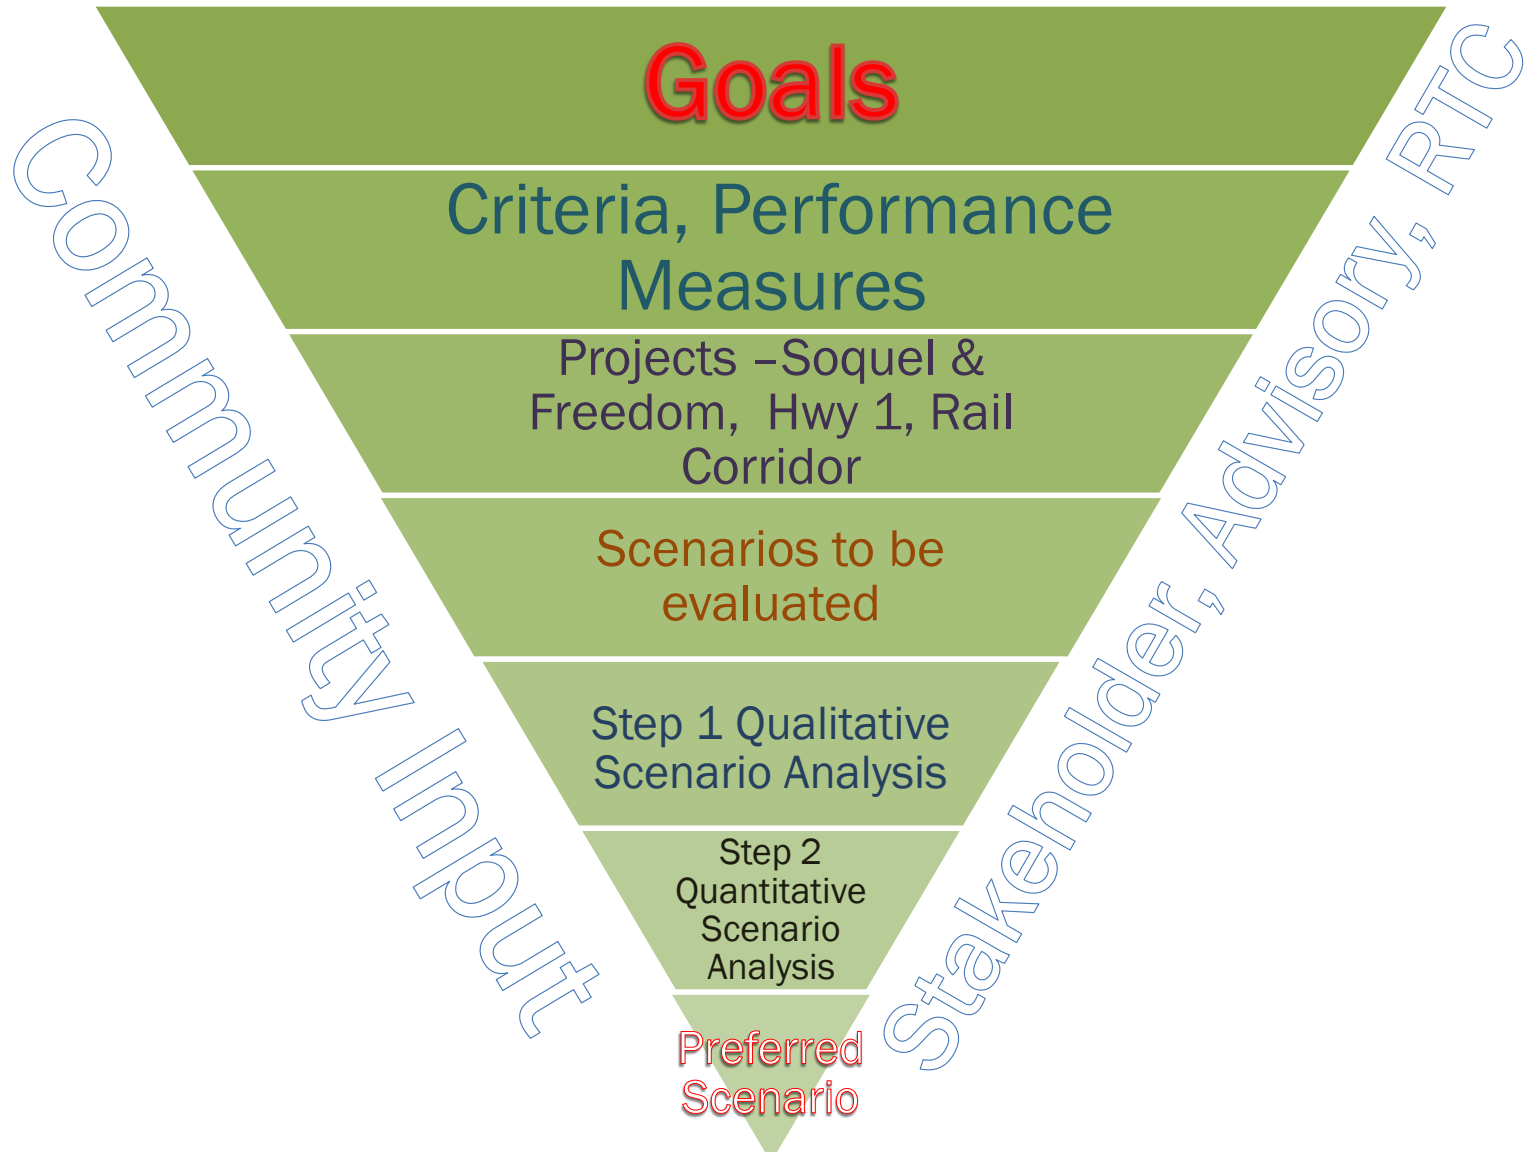 Goals
Criteria, Performance
Measures
Projects –Soquel &
Freedom, Hwy 1, Rail
Corridor
Scenarios to be
evaluated
Step 1 Qualitative
Scenario Analysis
Step 2
Quantitative
Scenario
Analysis
Preferred
Scenario
Community Input
Stakeholder, Advisory, RTC